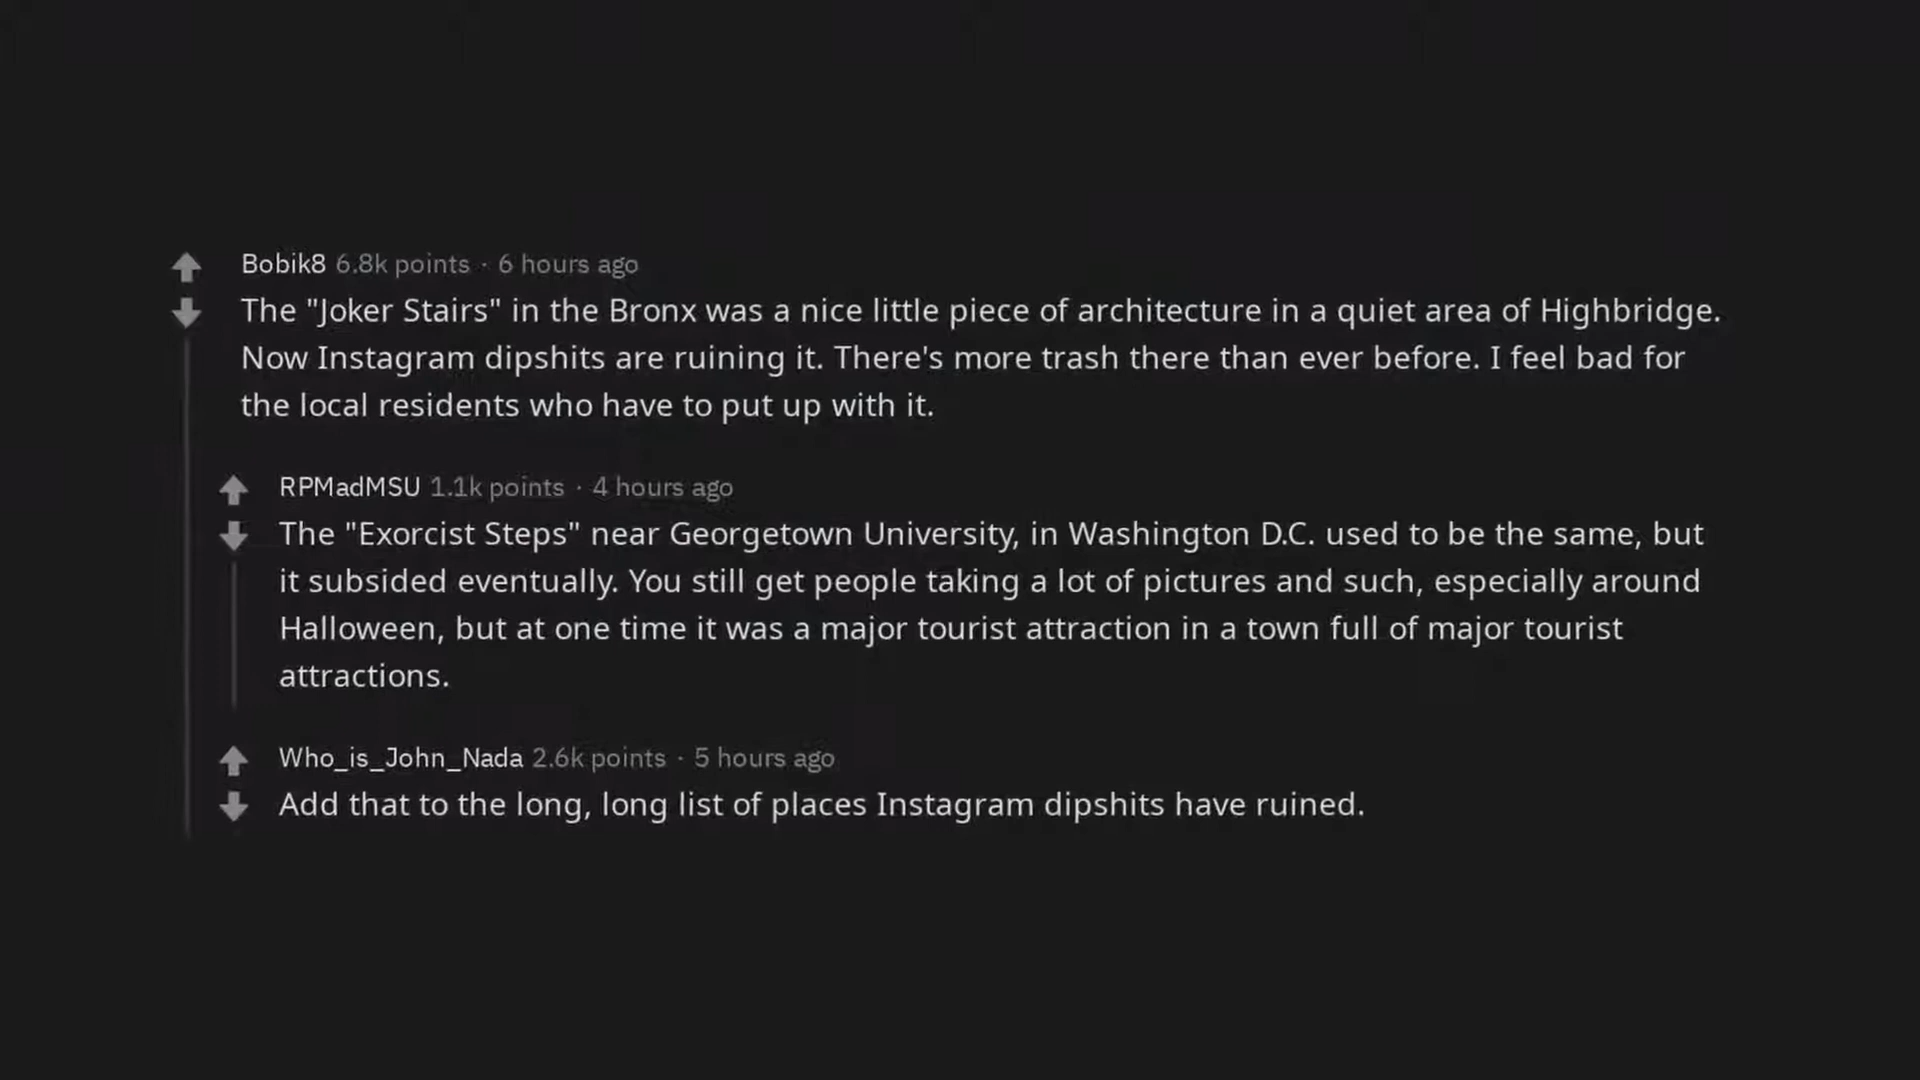 Bobik8 6.8k points · 6 hours ago
The "Joker Stairs" in the Bronx was a nice little piece of architecture in a quiet area of Highbridge.
Now Instagram dipshits are ruining it. There's more trash there than ever before. I feel bad for
the local residents who have to put up with it.
RPMadMSU 1.1k points · 4 hours ago
The "Exorcist Steps" near Georgetown University, in Washington D.C. used to be the same, but
it subsided eventually. You still get people taking a lot of pictures and such, especially around
Halloween, but at one time it was a major tourist attraction in a town full of major tourist
attractions.
Who_is_John_Nada 2.6k points · 5 hours ago
Add that to the long, long list of places Instagram dipshits have ruined.